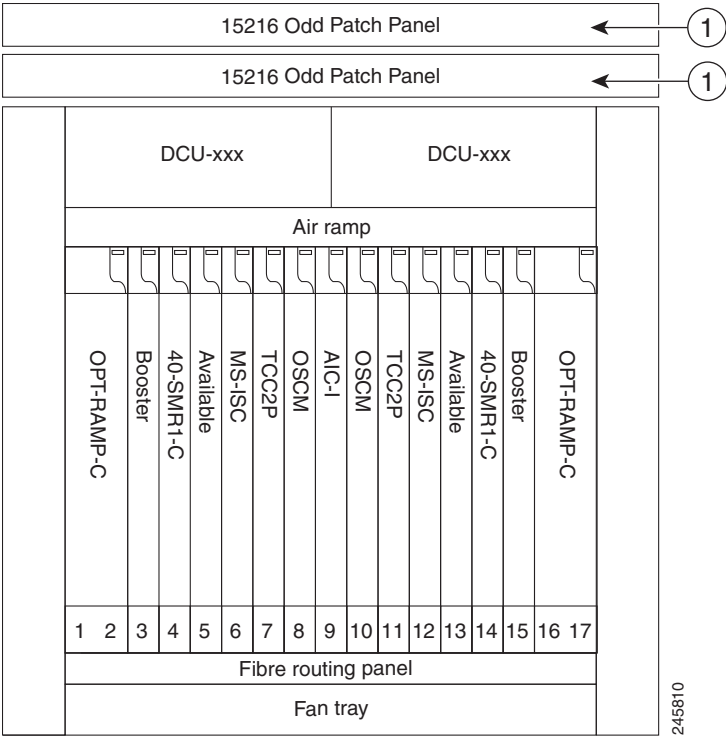 15216 Odd Patch Panel
1
15216 Odd Patch Panel
1
DCU-xxx
DCU-xxx
Air ramp
OPT-RAMP-C
Booster
40-SMR1-C
Available
MS-ISC
TCC2P
OSCM
AIC-I
OSCM
TCC2P
MS-ISC
Available
40-SMR1-C
Booster
OPT-RAMP-C
1 2 3 4 5 6 7 8 9 10 11 12 13 14 15 16 17
Fibre routing panel
Fan tray
245810